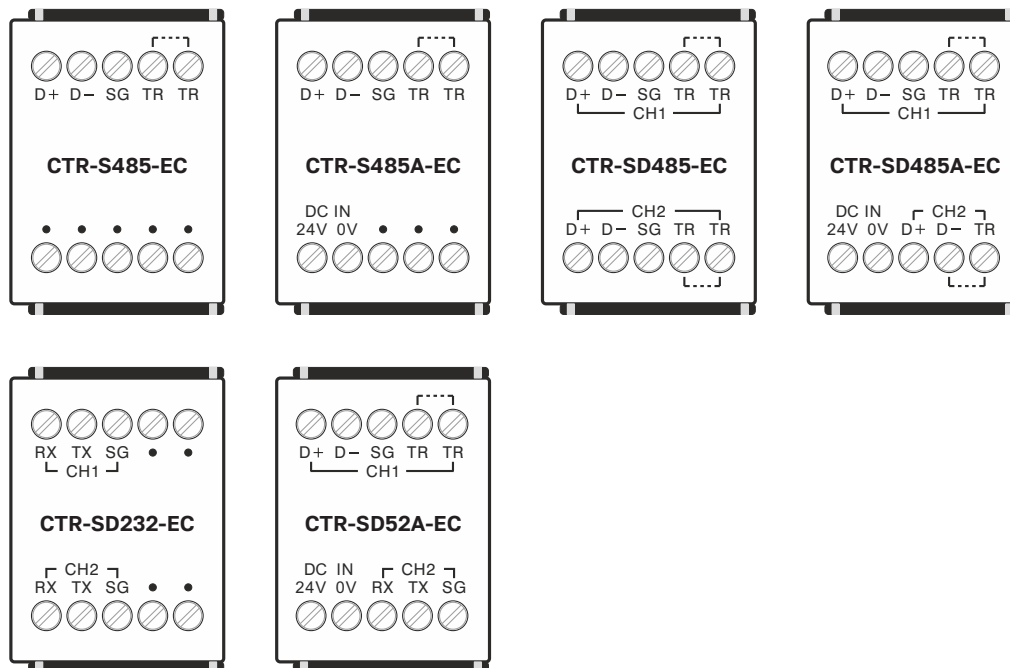 D+ D− SG TR TR
CTR-S485-EC
D+ D− SG TR TR
CTR-S485A-EC
DC IN
24V 0V
D+ D− SG TR TR
CH1
CTR-SD485-EC
CH2
D+ D− SG TR TR
D+ D− SG TR TR
CH1
CTR-SD485A-EC
DC IN CH2
24V 0V D+ D− TR
RX TX SG
CH1
CTR-SD232-EC
CH2
RX TX SG
D+ D− SG TR TR
CH1
CTR-SD52A-EC
DC IN CH2
24V 0V RX TX SG